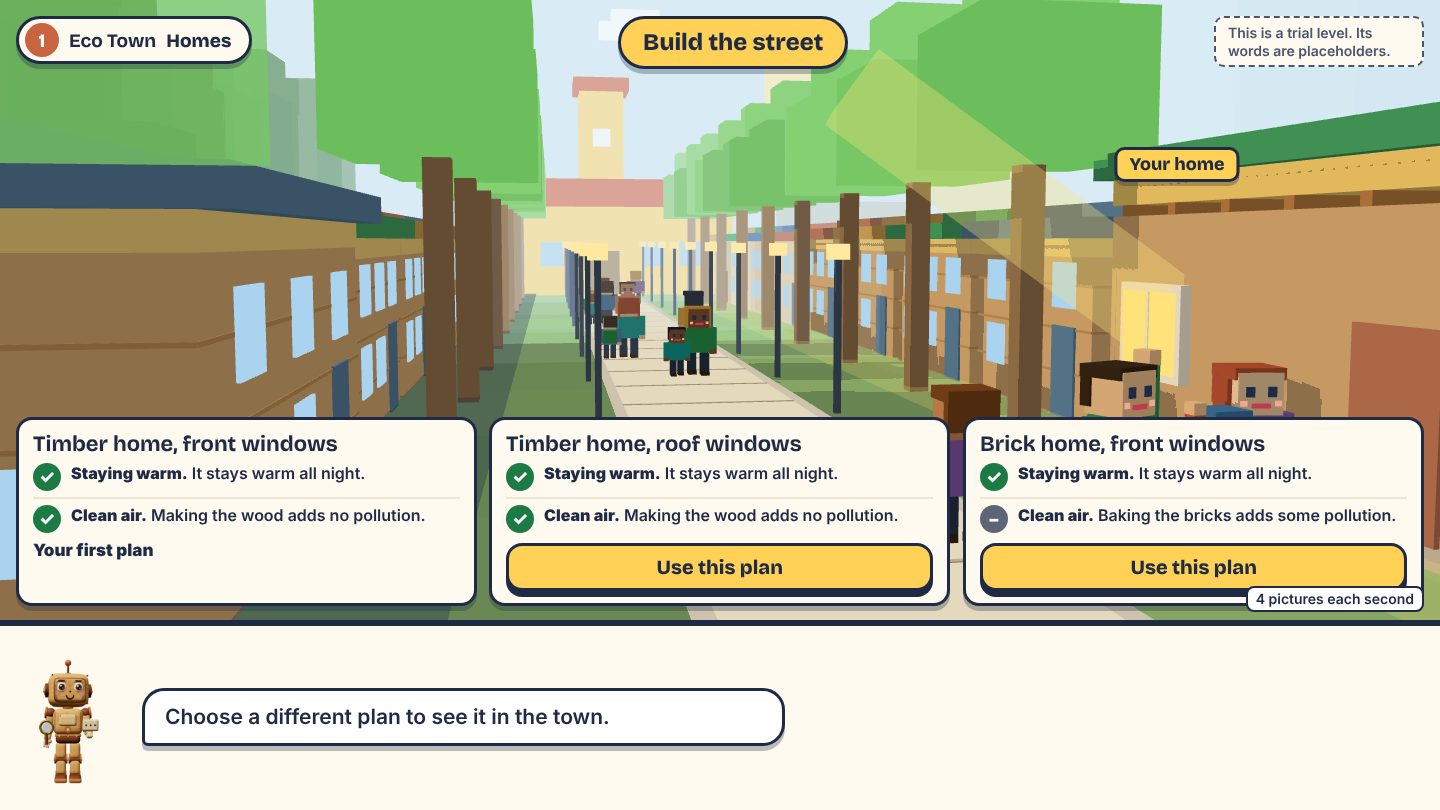 1 Eco Town Homes
Build the street
This is a trial level. Its
words are placeholders.
Your home
Timber home, front windows
Staying warm. It stays warm all night.
Clean air. Making the wood adds no pollution.
Your first plan
Timber home, roof windows
Staying warm. It stays warm all night.
Clean air. Making the wood adds no pollution.
Use this plan
Brick home, front windows
Staying warm. It stays warm all night.
Clean air. Baking the bricks adds some pollution.
Use this plan
4 pictures each second
Choose a different plan to see it in the town.